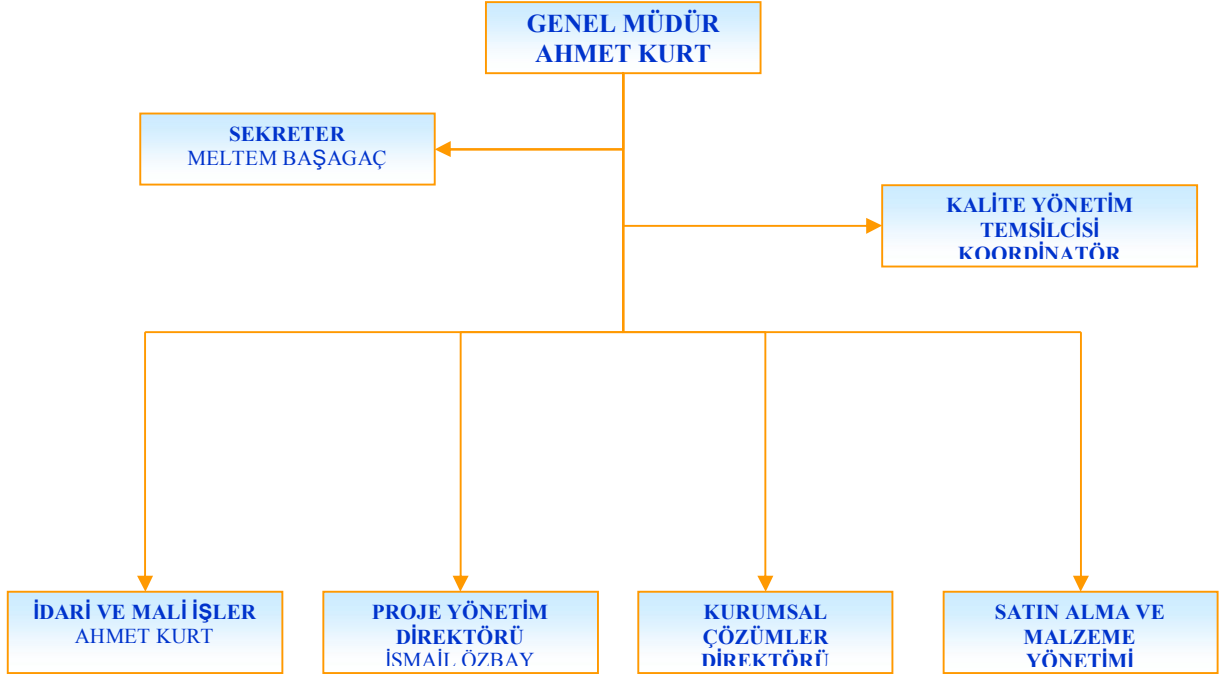 GENEL MÜDÜR
AHMET KURT
SEKRETER
MELTEM BAŞAGAÇ
KALİTE YÖNETİM
TEMSİLCİSİ
KOORDİNATÖR
İDARİ VE MALİ İŞLER
AHMET KURT
PROJE YÖNETİM
DİREKTÖRÜ
İSMAİL ÖZBAY
KURUMSAL
ÇÖZÜMLER
DİREKTÖRÜ
SATIN ALMA VE
MALZEME
YÖNETİMİ